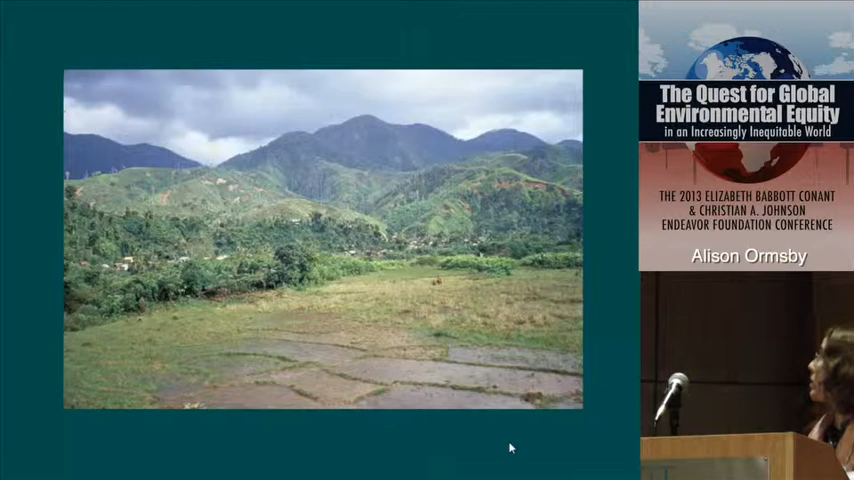 The Quest for Global
Environmental Equity
in an Increasingly Inequitable World
THE 2013 ELIZABETH BABBOTT CONANT
& CHRISTIAN A. JOHNSON
ENDEAVOR FOUNDATION CONFERENCE
Alison Ormsby